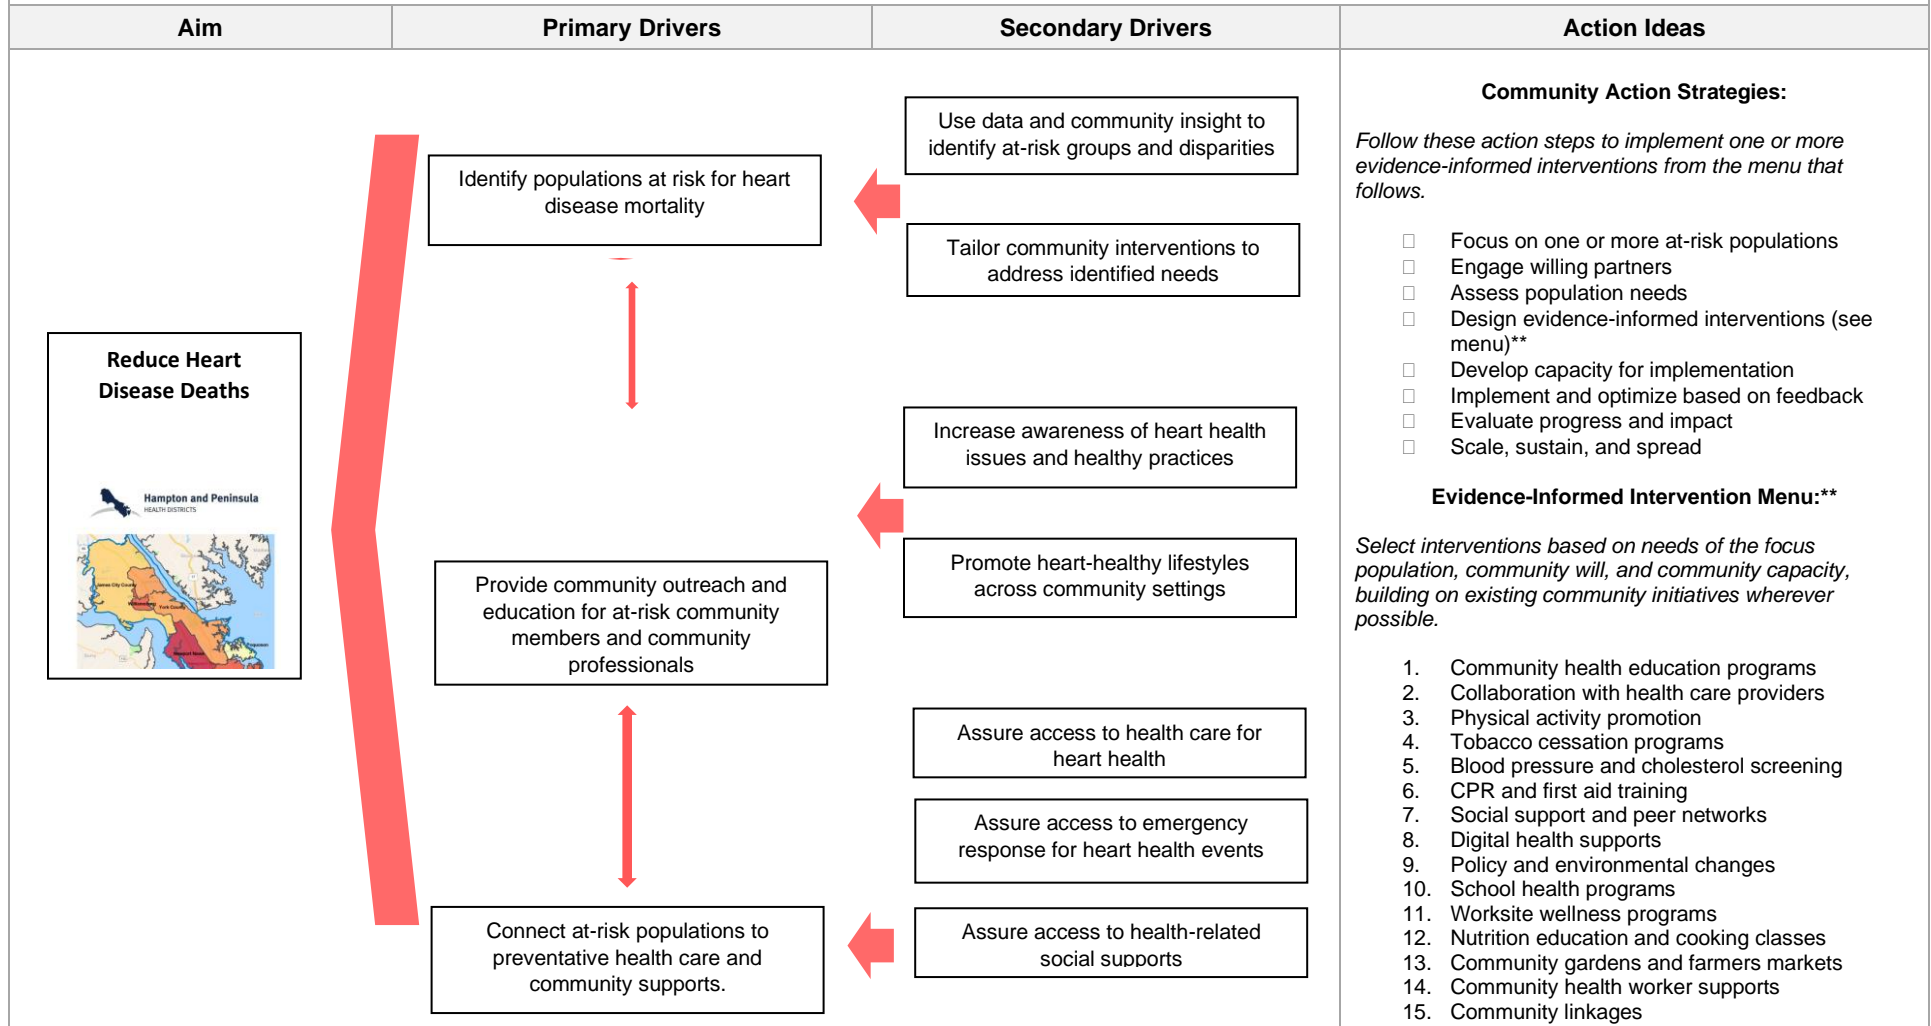 Aim
Primary Drivers
Secondary Drivers
Action Ideas
Reduce Heart
Disease Deaths
Hampton and Peninsula
HEALTH DISTRICTS
James City County
York County
Newport News
Identify populations at risk for heart
disease mortality
Provide community outreach and
education for at-risk community
members and community
professionals
Connect at-risk populations to
preventative health care and
community supports.
Use data and community insight to
identify at-risk groups and disparities
Tailor community interventions to
address identified needs
Increase awareness of heart health
issues and healthy practices
Promote heart-healthy lifestyles
across community settings
Assure access to health care for
heart health
Assure access to emergency
response for heart health events
Assure access to health-related
social supports
Community Action Strategies:
Follow these action steps to implement one or more
evidence-informed interventions from the menu that
follows.
Focus on one or more at-risk populations
Engage willing partners
Assess population needs
Design evidence-informed interventions (see
menu)**
Develop capacity for implementation
Implement and optimize based on feedback
Evaluate progress and impact
Scale, sustain, and spread
Evidence-Informed Intervention Menu:**
Select interventions based on needs of the focus
population, community will, and community capacity,
building on existing community initiatives wherever
possible.
1. Community health education programs
2. Collaboration with health care providers
3. Physical activity promotion
4. Tobacco cessation programs
5. Blood pressure and cholesterol screening
6. CPR and first aid training
7. Social support and peer networks
8. Digital health supports
9. Policy and environmental changes
10. School health programs
11. Worksite wellness programs
12. Nutrition education and cooking classes
13. Community gardens and farmers markets
14. Community health worker supports
15. Community linkages